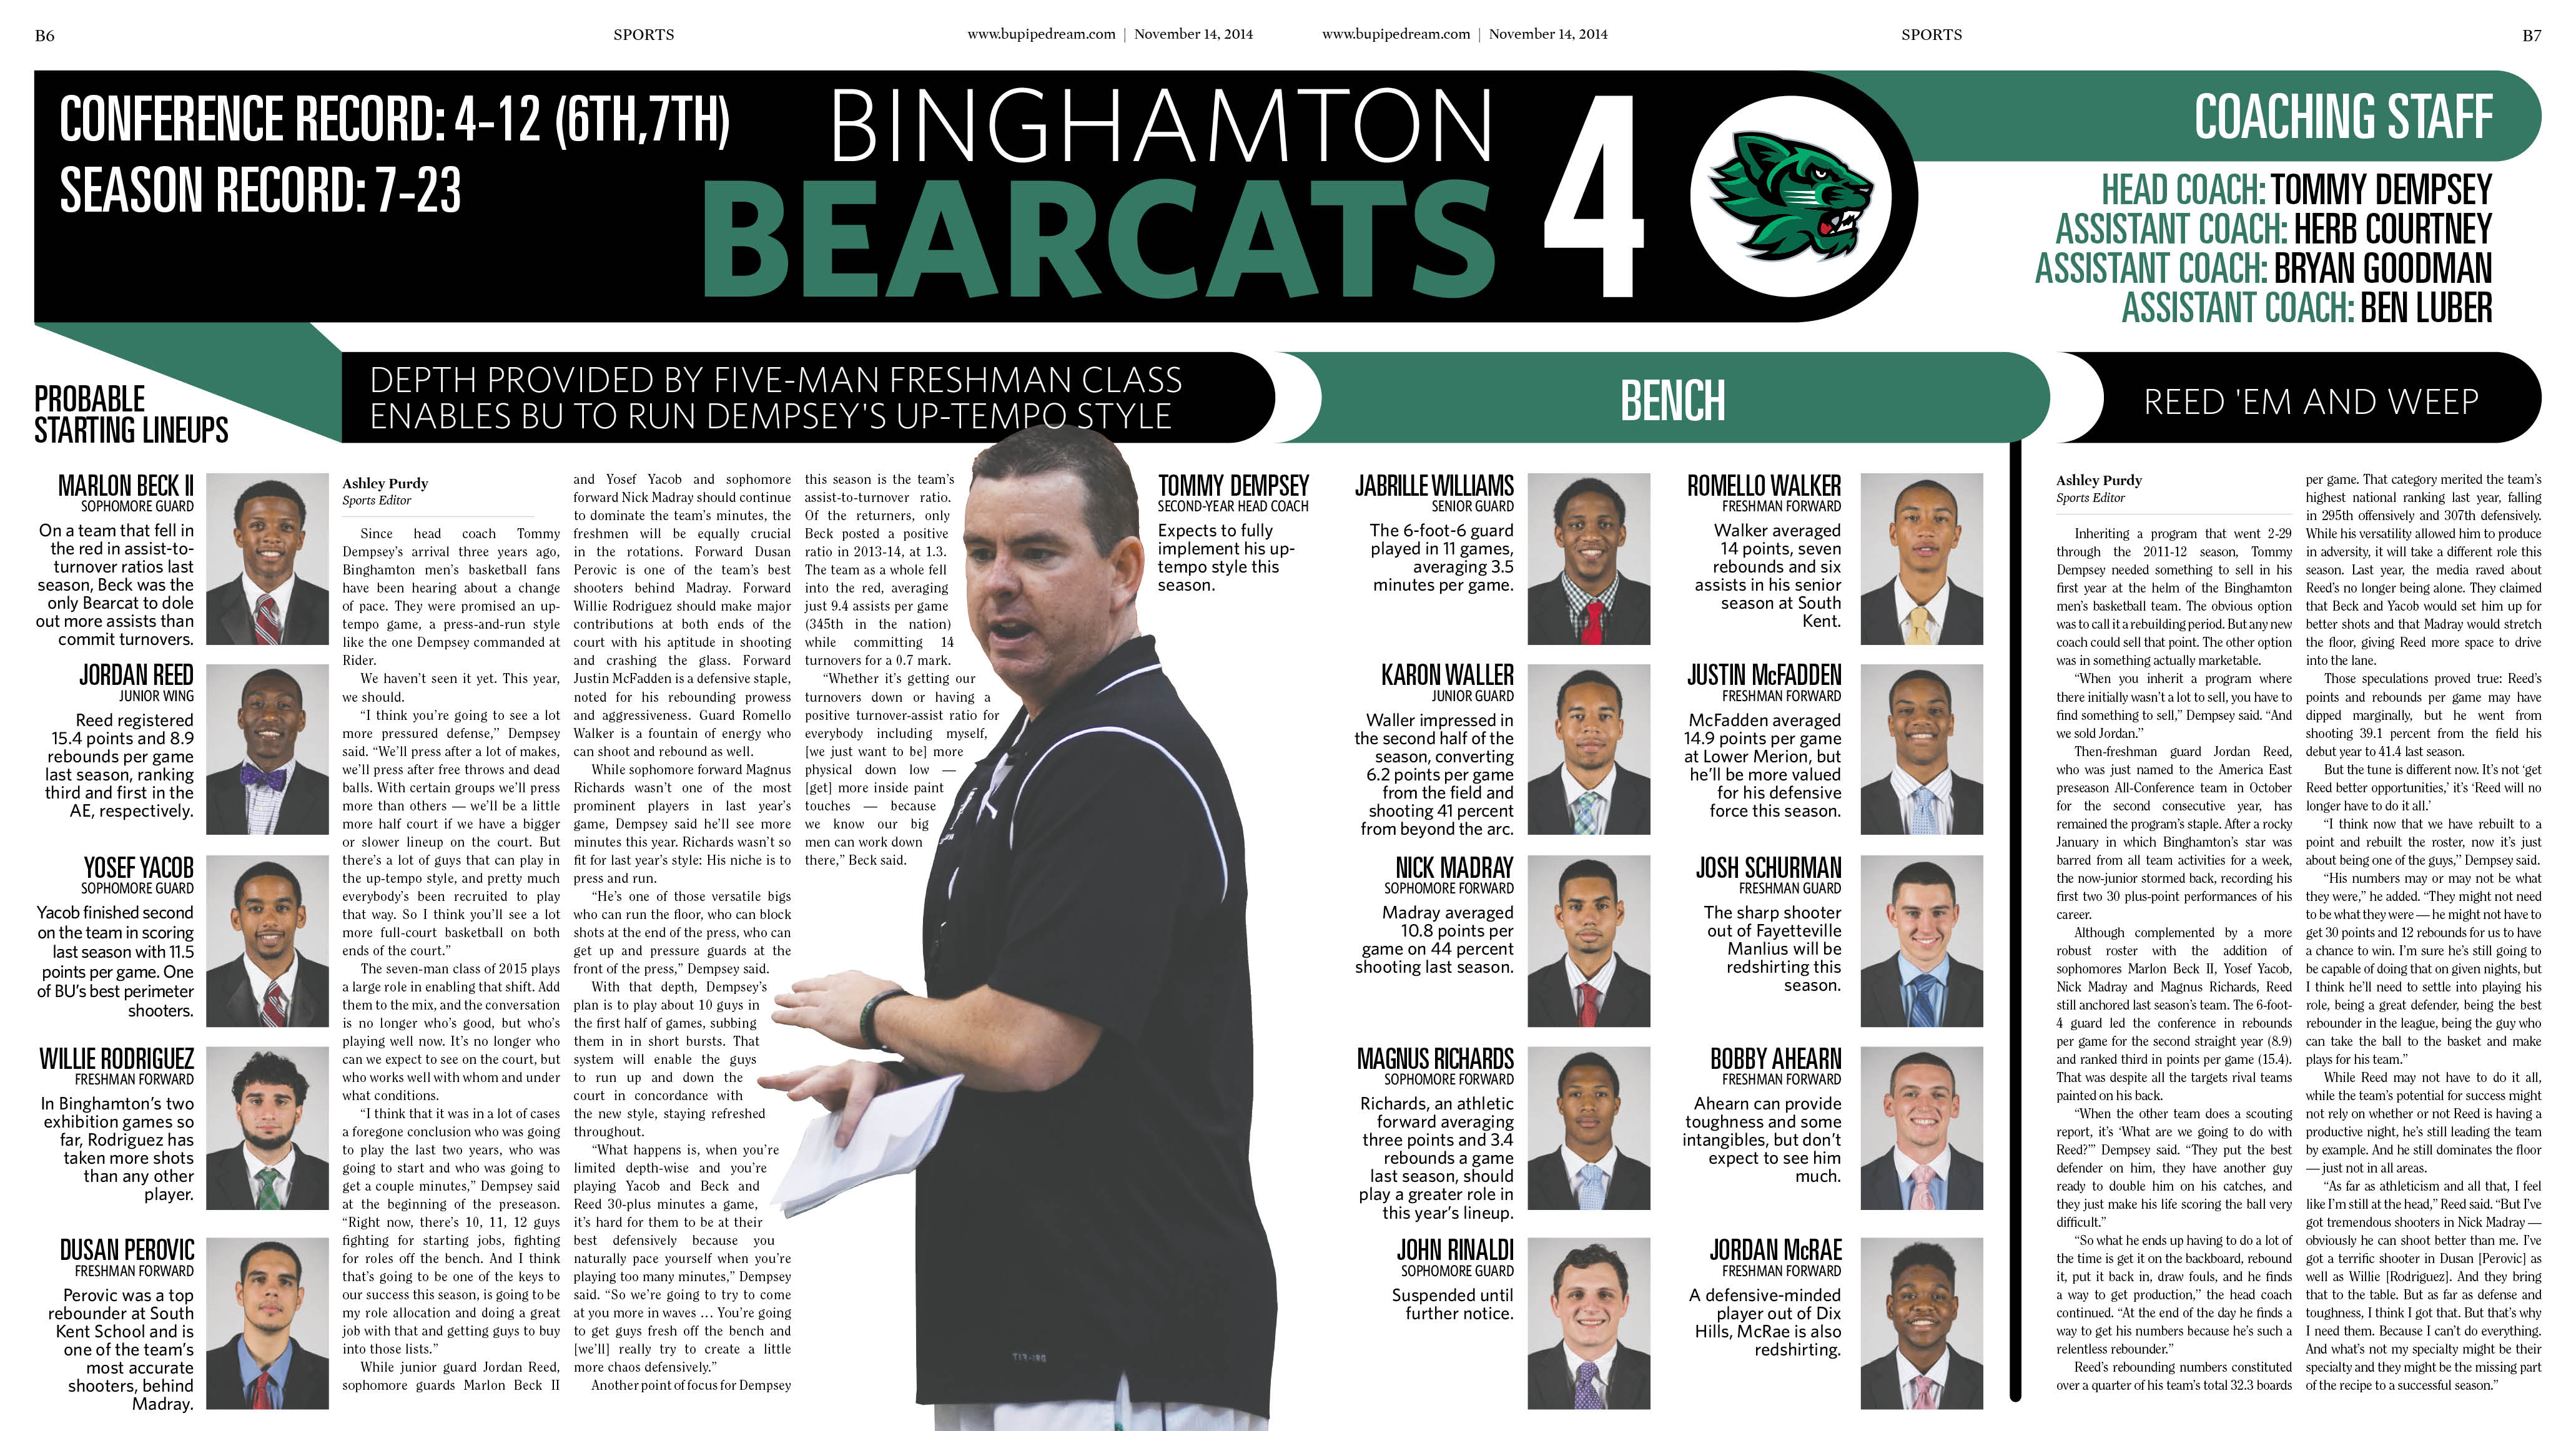 B6
SPORTS
www.bupipedream.com | November 14, 2014
www.bupipedream.com | November 14, 2014
SPORTS
B7
CONFERENCE RECORD: 4-12 (6TH,7TH)
SEASON RECORD: 7-23
BINGHAMTON
BEARCATS
4
COACHING STAFF
HEAD COACH: TOMMY DEMPSEY
ASSISTANT COACH: HERB COURTNEY
ASSISTANT COACH: BRYAN GOODMAN
ASSISTANT COACH: BEN LUBER
PROBABLE
STARTING LINEUPS
MARLON BECK II
SOPHOMORE GUARD
On a team that fell in
the red in assist-to-
turnover ratios last
season, Beck was the
only Bearcat to dole
out more assists than
commit turnovers.
JORDAN REED
JUNIOR WING
Reed registered
15.4 points and 8.9
rebounds per game
last season, ranking
third and first in the
AE, respectively.
YOSEF YACOB
SOPHOMORE GUARD
Yacob finished second
on the team in scoring
last season with 11.5
points per game. One
of BU's best perimeter
shooters.
WILLIE RODRIGUEZ
FRESHMAN FORWARD
In Binghamton's two
exhibition games so
far, Rodriguez has
taken more shots
than any other
player.
DUSAN PEROVIC
FRESHMAN FORWARD
Perovic was a top
rebounder at South
Kent School and is
one of the team's
most accurate
shooters, behind
Madray.
DEPTH PROVIDED BY FIVE-MAN FRESHMAN CLASS
ENABLES BU TO RUN DEMPSEY'S UP-TEMPO STYLE
Ashley Purdy
Sports Editor
Since head coach Tommy
Dempsey's arrival three years ago,
Binghamton men's basketball fans
have been hearing about a change
of pace. They were promised an up-
tempo game, a press-and-run style
like the one Dempsey commanded at
Rider.
We haven't seen it yet. This year,
we should.
“I think you're going to see a lot
more pressured defense,” Dempsey
said. “We'll press after a lot of makes,
we'll press after free throws and dead
balls. With certain groups we'll press
more than others — we'll be a little
more half court if we have a bigger
or slower lineup on the court. But
there's a lot of guys that can play in
the up-tempo style, and pretty much
everybody's been recruited to play
that way. So I think you'll see a lot
more full-court basketball on both
ends of the court.”
The seven-man class of 2015 plays
a large role in enabling that shift. Add
them to the mix, and the conversation
is no longer who's good, but who's
playing well now. It's no longer who
can we expect to see on the court, but
who works well with whom and under
what conditions.
“I think that it was in a lot of cases
a foregone conclusion who was going
to play the last two years, who was
going to start and who was going to
get a couple minutes,” Dempsey said
at the beginning of the preseason.
“Right now, there's 10, 11, 12 guys
fighting for starting jobs, fighting
for roles off the bench. And I think
that's going to be one of the keys to
our success this season, is going to be
my role allocation and doing a great
job with that and getting guys to buy
into those lists.”
While junior guard Jordan Reed,
sophomore guards Marlon Beck II
and Yosef Yacob and sophomore
forward Nick Madray should continue
to dominate the team's minutes, the
freshmen will be equally crucial
in the rotations. Forward Dusan
Perovic is one of the team's best
shooters behind Madray. Forward
Willie Rodriguez should make major
contributions at both ends of the
court with his aptitude in shooting
and crashing the glass. Forward
Justin McFadden is a defensive staple,
noted for his rebounding prowess
and aggressiveness. Guard Romello
Walker is a fountain of energy who
can shoot and rebound as well.
While sophomore forward Magnus
Richards wasn't one of the most
prominent players in last year's
game, Dempsey said he'll see more
minutes this year. Richards wasn't so
fit for last year's style: His niche is to
press and run.
“He's one of those versatile bigs
who can run the floor, who can block
shots at the end of the press, who can
get up and pressure guards at the
front of the press,” Dempsey said.
With that depth, Dempsey's
plan is to play about 10 guys in
the first half of games, subbing
them in in short bursts. That
system will enable the guys
to run up and down the
court in concordance with
the new style, staying refreshed
throughout.
“What happens is, when you're
limited depth-wise and you're
playing Yacob and Beck and
Reed 30-plus minutes a game,
it's hard for them to be at their
best defensively because you
naturally pace yourself when you're
playing too many minutes,” Dempsey
said. “So we're going to try to come
at you more in waves … You're going
to get guys fresh off the bench and
[we'll] really try to create a little
more chaos defensively.”
Another point of focus for Dempsey
this season is the team's
assist-to-turnover ratio.
Of the returners, only
Beck posted a positive
ratio in 2013-14, at 1.3.
The team as a whole fell
into the red, averaging
just 9.4 assists per game
(345th in the nation)
while committing 14
turnovers for a 0.7 mark.
“Whether it's getting our
turnovers down or having a
positive turnover-assist ratio for
everybody including myself,
[we just want to be] more
physical down low —
[get] more inside paint
touches — because
we know our big
men can work down
there,” Beck said.
TOMMY DEMPSEY
SECOND-YEAR HEAD COACH
Expects to fully
implement his up-
tempo style this
season.
BENCH
JABRILLE WILLIAMS
SENIOR GUARD
The 6-foot-6 guard
played in 11 games,
averaging 3.5
minutes per game.
KARON WALLER
JUNIOR GUARD
Waller impressed in
the second half of the
season, converting
6.2 points per game
from the field and
shooting 41 percent
from beyond the arc.
NICK MADRAY
SOPHOMORE FORWARD
Madray averaged
10.8 points per
game on 44 percent
shooting last season.
MAGNUS RICHARDS
SOPHOMORE FORWARD
Richards, an athletic
forward averaging
three points and 3.4
rebounds a game
last season, should
play a greater role in
this year's lineup.
JOHN RINALDI
SOPHOMORE GUARD
Suspended until
further notice.
ROMELLO WALKER
FRESHMAN FORWARD
Walker averaged
14 points, seven
rebounds and six
assists in his senior
season at South
Kent.
JUSTIN McFADDEN
FRESHMAN FORWARD
McFadden averaged
14.9 points per game
at Lower Merion, but
he'll be more valued
for his defensive
force this season.
JOSH SCHURMAN
FRESHMAN GUARD
The sharp shooter
out of Fayetteville
Manlius will be
redshirting this
season.
BOBBY AHEARN
FRESHMAN FORWARD
Ahearn can provide
toughness and some
intangibles, but don't
expect to see him
much.
JORDAN McRAE
FRESHMAN FORWARD
A defensive-minded
player out of Dix
Hills, McRae is also
redshirting.
REED 'EM AND WEEP
Ashley Purdy
Sports Editor
Inheriting a program that went 2-29
through the 2011-12 season, Tommy
Dempsey needed something to sell in his
first year at the helm of the Binghamton
men's basketball team. The obvious option
was to call it a rebuilding period. But any new
coach could sell that point. The other option
was in something actually marketable.
“When you inherit a program where
there initially wasn't a lot to sell, you have to
find something to sell,” Dempsey said. “And
we sold Jordan.”
Then-freshman guard Jordan Reed,
who was just named to the America East
preseason All-Conference team in October
for the second consecutive year, has
remained the program's staple. After a rocky
January in which Binghamton's star was
barred from all team activities for a week,
the now-junior stormed back, recording his
first two 30 plus-point performances of his
career.
Although complemented by a more
robust roster with the addition of
sophomores Marlon Beck II, Yosef Yacob,
Nick Madray and Magnus Richards, Reed
still anchored last season's team. The 6-foot-
4 guard led the conference in rebounds
per game for the second straight year (8.9)
and ranked third in points per game (15.4).
That was despite all the targets rival teams
painted on his back.
“When the other team does a scouting
report, it's ‘What are we going to do with
Reed?’” Dempsey said. “They put the best
defender on him, they have another guy
ready to double him on his catches, and
they just make his life scoring the ball very
difficult.”
“So what he ends up having to do a lot of
the time is get it on the backboard, rebound
it, put it back in, draw fouls, and he finds
a way to get production,” the head coach
continued. “At the end of the day he finds a
way to get his numbers because he's such a
relentless rebounder.”
Reed's rebounding numbers constituted
over a quarter of his team's total 32.3 boards
per game. That category merited the team's
highest national ranking last year, falling
in 295th offensively and 307th defensively.
While his versatility allowed him to produce
in adversity, it will take a different role this
season. Last year, the media raved about
Reed's no longer being alone. They claimed
that Beck and Yacob would set him up for
better shots and that Madray would stretch
the floor, giving Reed more space to drive
into the lane.
Those speculations proved true: Reed's
points and rebounds per game may have
dipped marginally, but he went from
shooting 39.1 percent from the field his
debut year to 41.4 last season.
But the tune is different now. It's not ‘get
Reed better opportunities,’ it's ‘Reed will no
longer have to do it all.’
“I think now that we have rebuilt to a
point and rebuilt the roster, now it's just
about being one of the guys,” Dempsey said.
“His numbers may or may not be what
they were,” he added. “They might not need
to be what they were — he might not have to
get 30 points and 12 rebounds for us to have
a chance to win. I'm sure he's still going to
be capable of doing that on given nights, but
I think he'll need to settle into playing his
role, being a great defender, being the best
rebounder in the league, being the guy who
can take the ball to the basket and make
plays for his team.”
While Reed may not have to do it all,
while the team's potential for success might
not rely on whether or not Reed is having a
productive night, he's still leading the team
by example. And he still dominates the floor
— just not in all areas.
“As far as athleticism and all that, I feel
like I'm still at the head,” Reed said. “But I've
got tremendous shooters in Nick Madray —
obviously he can shoot better than me. I've
got a terrific shooter in Dusan [Perovic] as
well as Willie [Rodriguez]. And they bring
that to the table. But as far as defense and
toughness, I think I got that. But that's why
I need them. Because I can't do everything.
And what's not my specialty might be their
specialty and they might be the missing part
of the recipe to a successful season.”